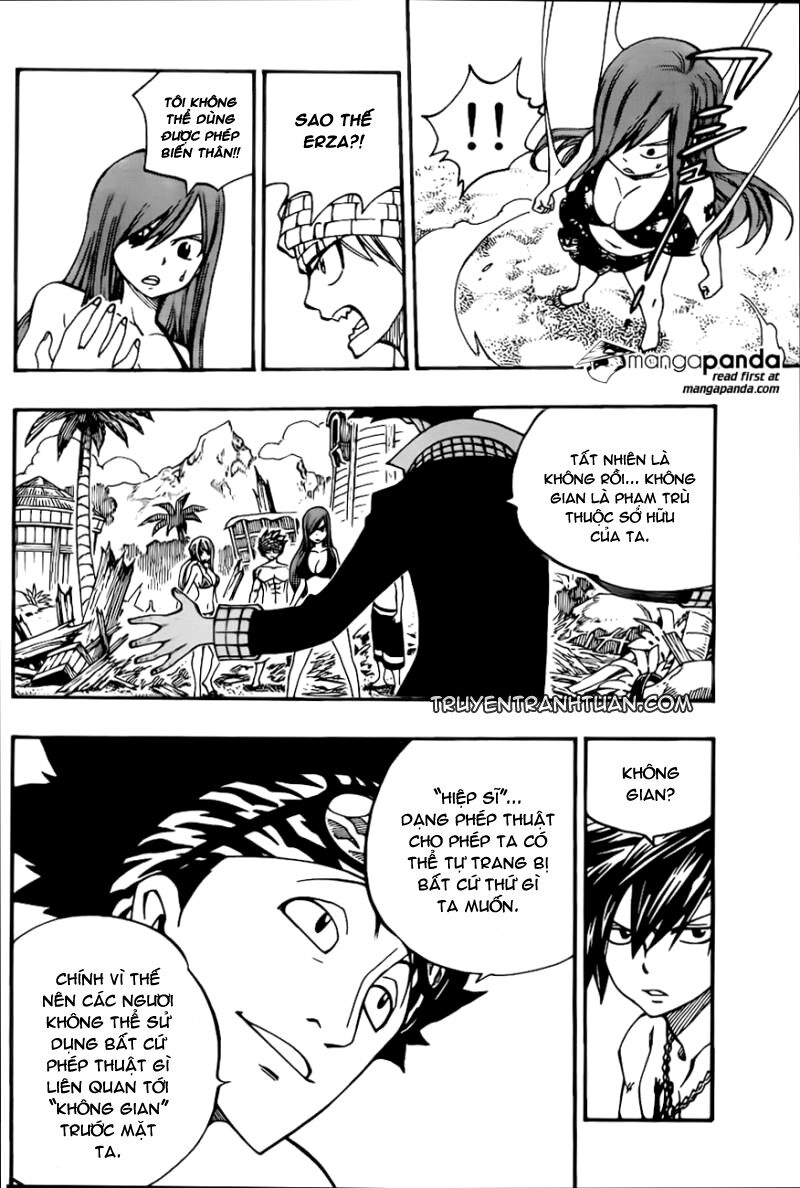 !!
SAO THẾ
ERZA?!
TÔI KHÔNG
THỂ DÙNG
ĐƯỢC PHÉP
BIẾN THÂN!!
mangapanda
read first at
mangapanda.com
TẤT NHIÊN LÀ
KHÔNG RỒI... KHÔNG
GIAN LÀ PHẠM TRÙ
THUỘC SỞ HỮU
CỦA TA.
TRUYENTRANHTUAN.COM
KHÔNG
GIAN?
"HIỆP SĨ"...
DẠNG PHÉP THUẬT
CHO PHÉP TA CÓ
THỂ TỰ TRANG BỊ
BẤT CỨ THỨ GÌ
TA MUỐN.
CHÍNH VÌ THẾ
NÊN CÁC NGƯƠI
KHÔNG THỂ SỬ
DỤNG BẤT CỨ
PHÉP THUẬT GÌ
LIÊN QUAN TỚI
"KHÔNG GIAN"
TRƯỚC MẶT
TA.